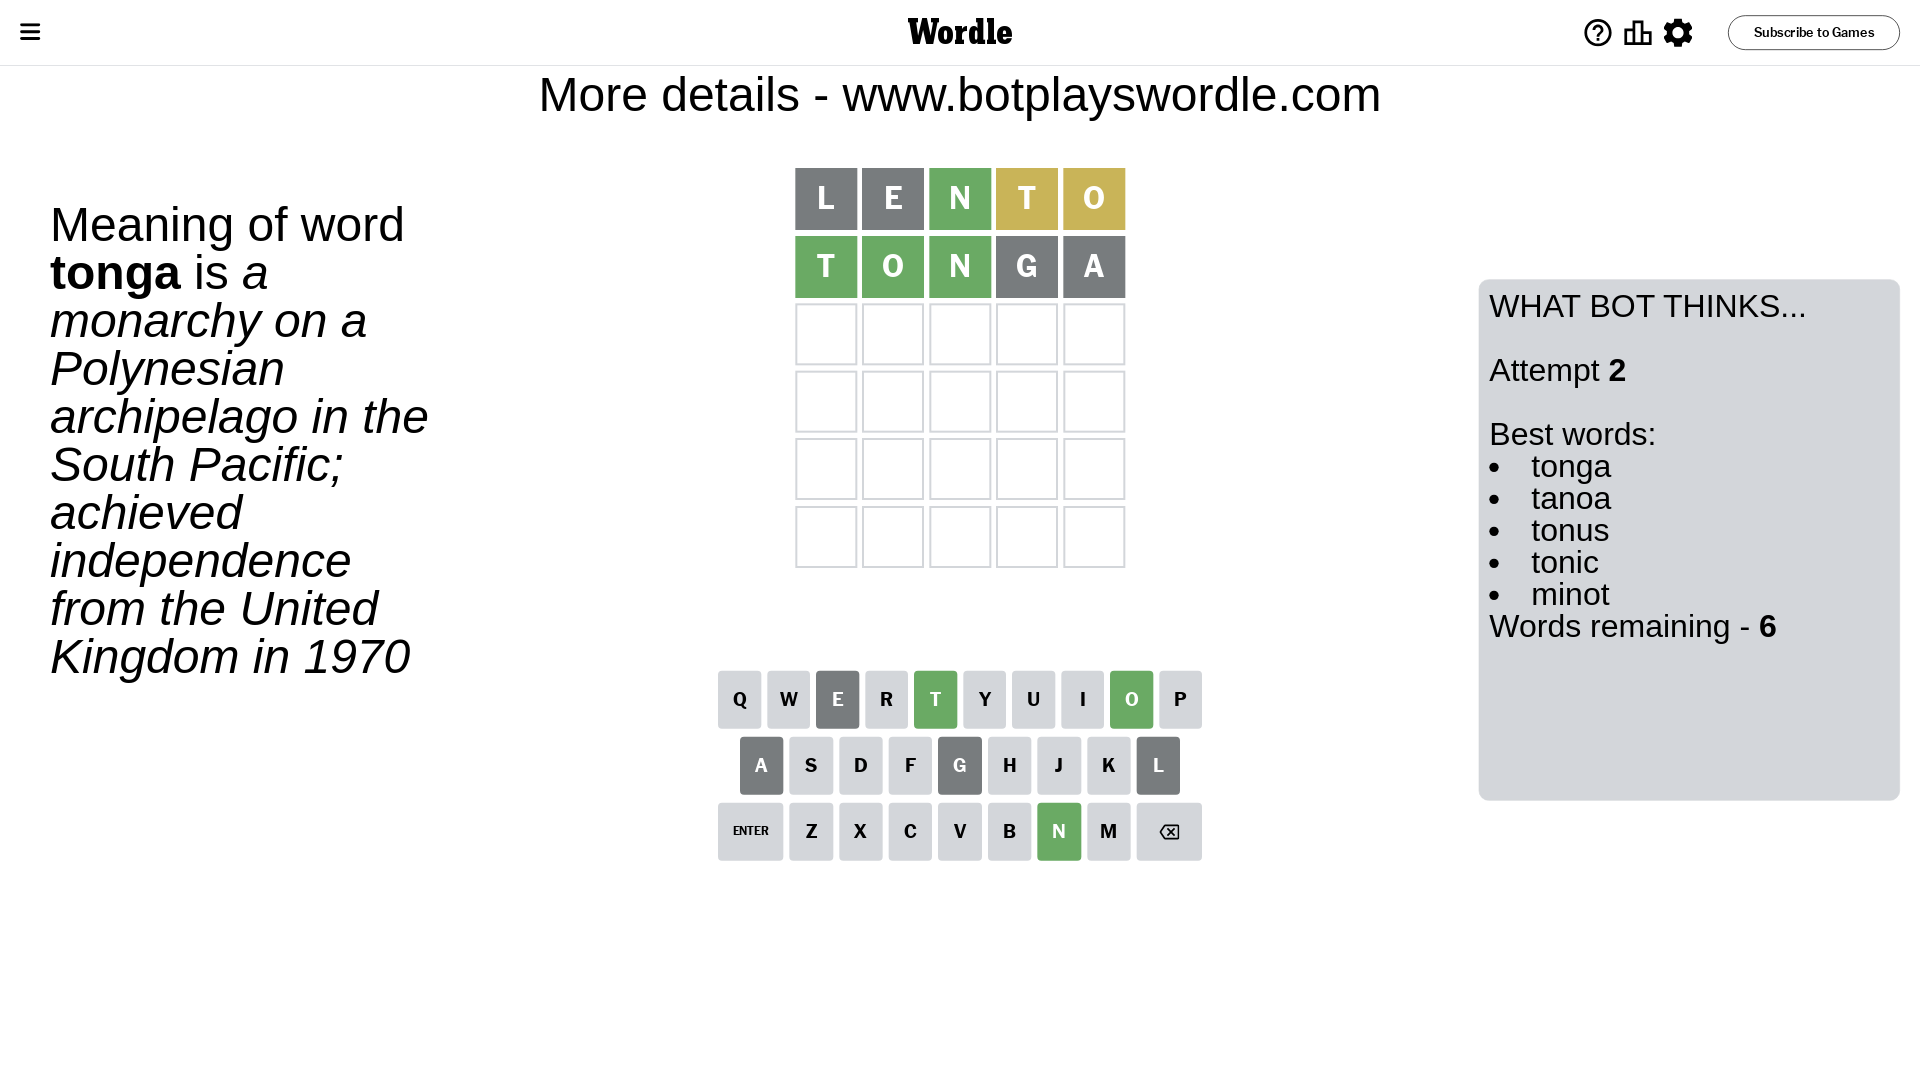 Wordle
Subscribe to Games
More details - www.botplayswordle.com
Meaning of word
tonga is a
monarchy on a
Polynesian
archipelago in the
South Pacific;
achieved
independence
from the United
Kingdom in 1970
L E N T O
T O N G A
WHAT BOT THINKS...
Attempt 2
Best words:
• tonga
• tanoa
• tonus
• tonic
• minot
Words remaining - 6
Q W E R T Y U I O P
A S D F G H J K L
ENTER Z X C V B N M